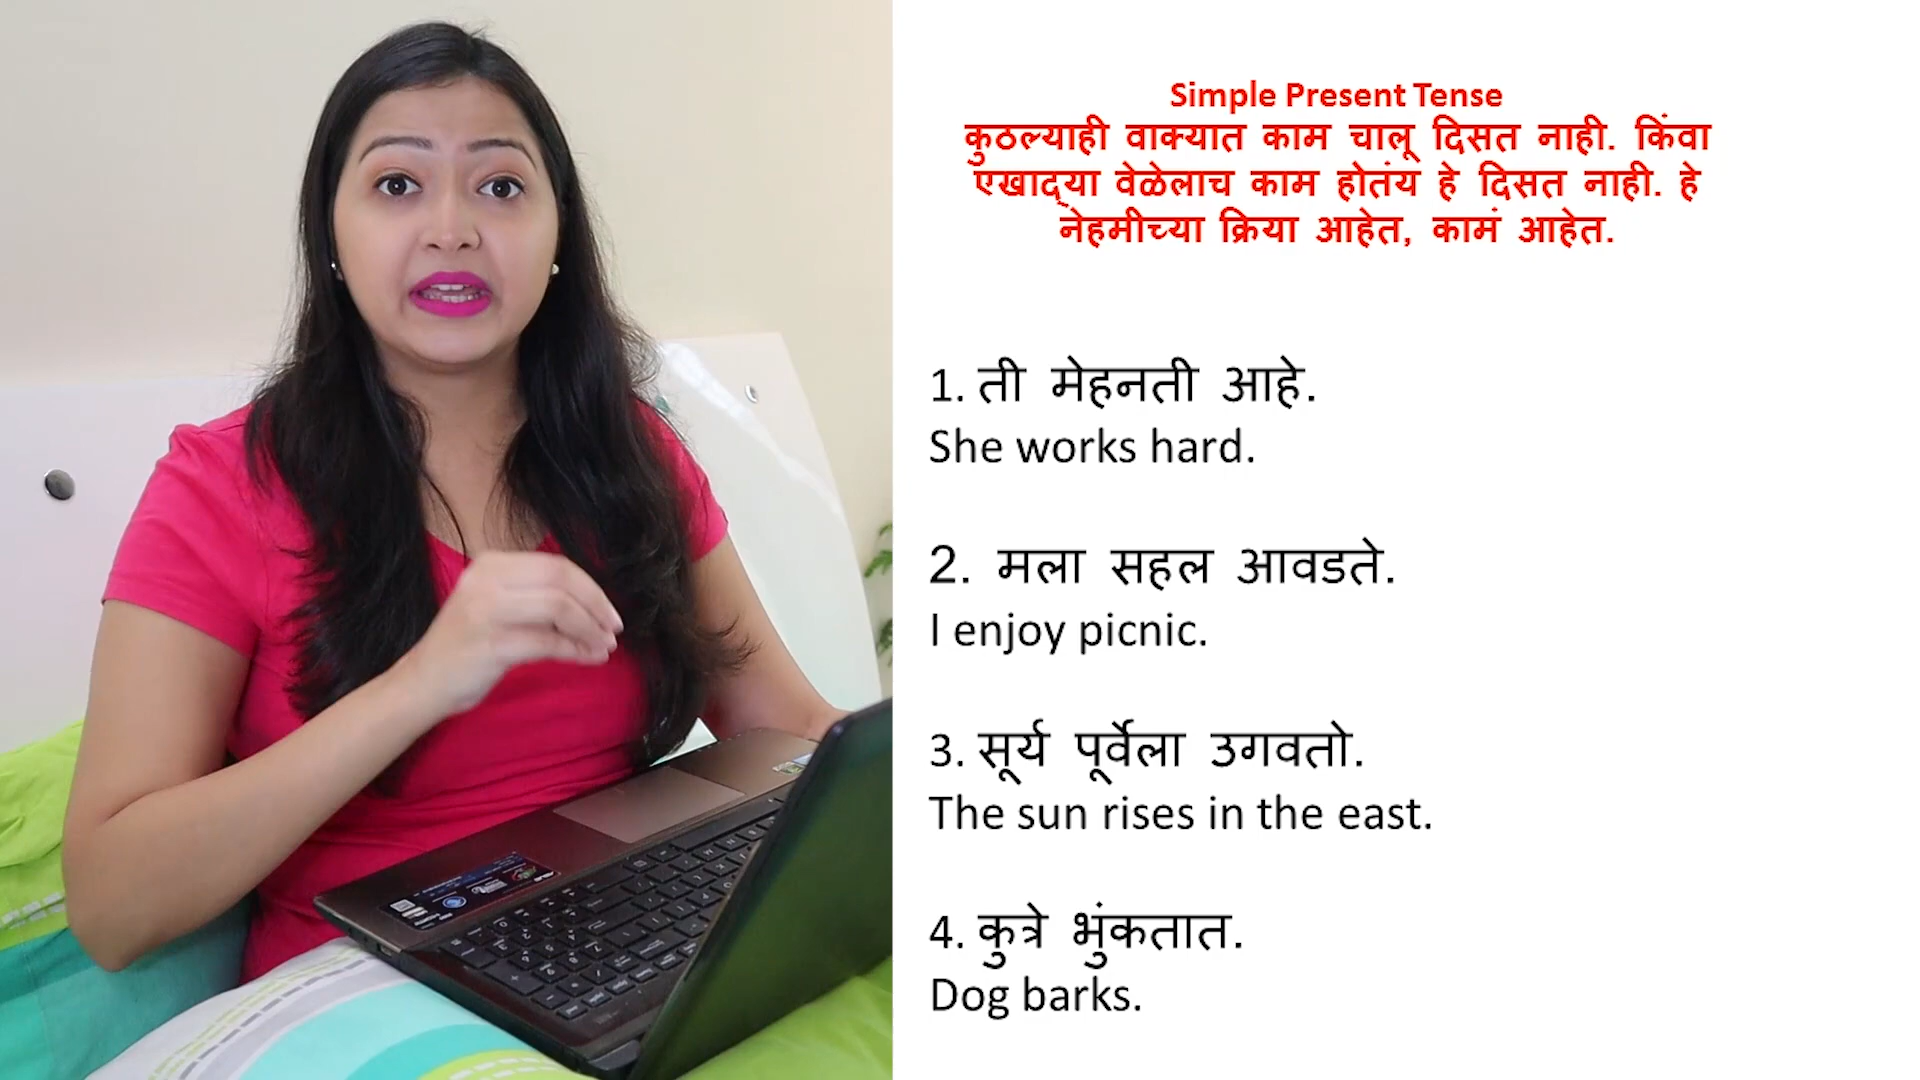 Simple Present Tense
कुठल्याही वाक्यात काम चालू दिसत नाही. किंवा
एखाद्या वेळेलाच काम होतंय हे दिसत नाही. हे
नेहमीच्या क्रिया आहेत, कामं आहेत.
1. ती मेहनती आहे.
She works hard.
2. मला सहल आवडते.
I enjoy picnic.
3. सूर्य पूर्वेला उगवतो.
The sun rises in the east.
4. कुत्रे भुंकतात.
Dog barks.